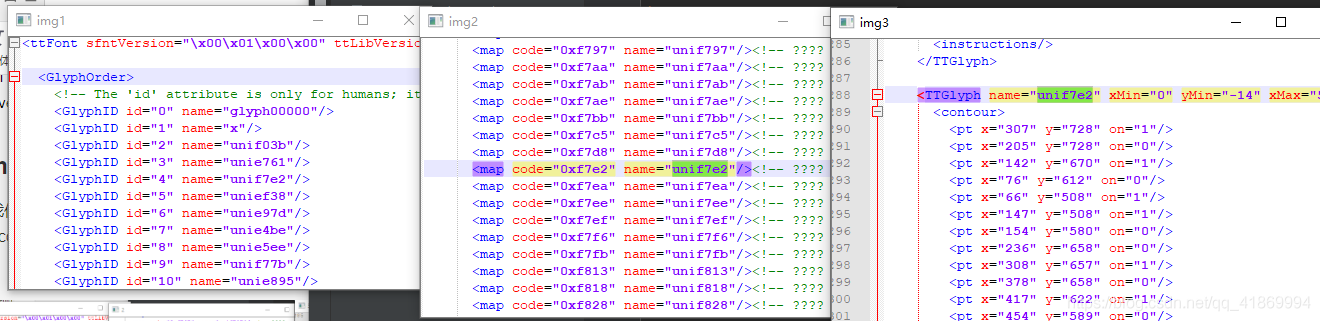 img1
<ttFont sfntVersion="\x00\x01\x00\x00" ttLibVersio
<GlyphOrder>
<!-- The 'id' attribute is only for humans; it
<GlyphID id="0" name="glyph00000"/>
<GlyphID id="1" name="x"/>
<GlyphID id="2" name="unif03b"/>
<GlyphID id="3" name="unie761"/>
<GlyphID id="4" name="unif7e2"/>
<GlyphID id="5" name="unief38"/>
<GlyphID id="6" name="unie97d"/>
<GlyphID id="7" name="unie4be"/>
<GlyphID id="8" name="unie5ee"/>
<GlyphID id="9" name="unif77b"/>
<GlyphID id="10" name="unie895"/>
img2
<map code="0xf797" name="unif797"/><!-- ????
<map code="0xf7aa" name="unif7aa"/><!-- ????
<map code="0xf7ab" name="unif7ab"/><!-- ????
<map code="0xf7ae" name="unif7ae"/><!-- ????
<map code="0xf7bb" name="unif7bb"/><!-- ????
<map code="0xf7c5" name="unif7c5"/><!-- ????
<map code="0xf7d8" name="unif7d8"/><!-- ????
<map code="0xf7e2" name="unif7e2"/><!-- ????
<map code="0xf7ea" name="unif7ea"/><!-- ????
<map code="0xf7ee" name="unif7ee"/><!-- ????
<map code="0xf7ef" name="unif7ef"/><!-- ????
<map code="0xf7f6" name="unif7f6"/><!-- ????
<map code="0xf7fb" name="unif7fb"/><!-- ????
<map code="0xf813" name="unif813"/><!-- ????
<map code="0xf818" name="unif818"/><!-- ????
<map code="0xf828" name="unif828"/><!-- ????
img3
285 <instructions/>
286 </TTGlyph>
287
288 <TTGlyph name="unif7e2" xMin="0" yMin="-14" xMax="5
289 <contour>
290 <pt x="307" y="728" on="1"/>
291 <pt x="205" y="728" on="0"/>
292 <pt x="142" y="670" on="1"/>
293 <pt x="76" y="612" on="0"/>
294 <pt x="66" y="508" on="1"/>
295 <pt x="147" y="508" on="1"/>
296 <pt x="154" y="580" on="0"/>
297 <pt x="236" y="658" on="0"/>
298 <pt x="308" y="657" on="1"/>
299 <pt x="378" y="658" on="0"/>
300 <pt x="417" y="622" on="1"/>
301 <pt x="454" y="589" on="0"/>